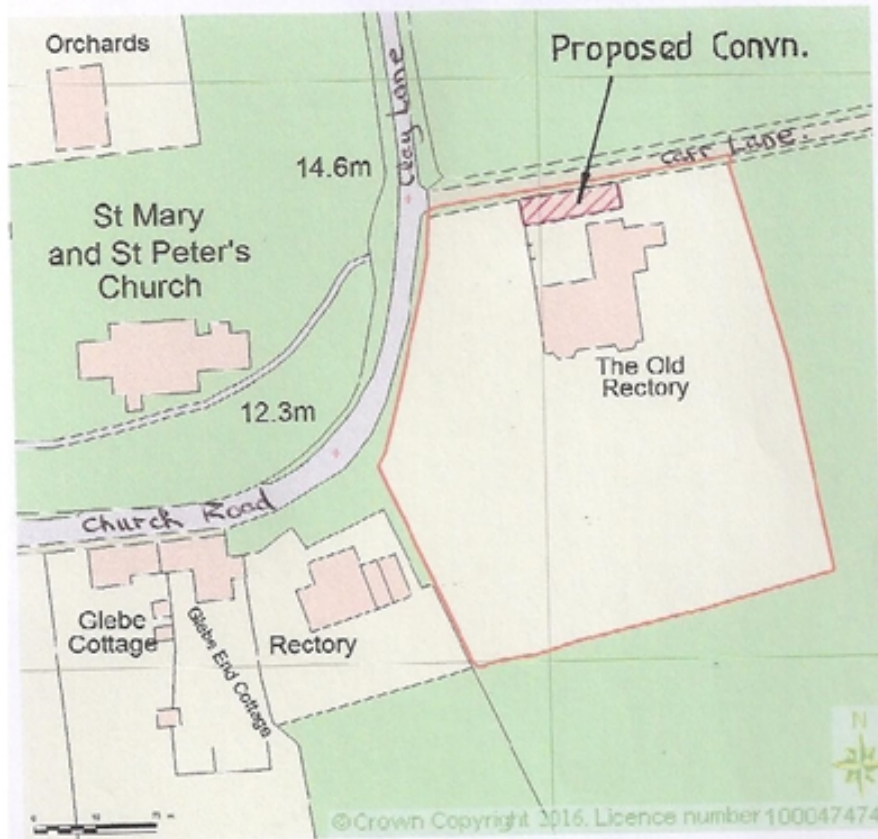 Orchards
Proposed Convn.
Clay Lane
Carr Lane.
14.6m
St Mary
and St Peter's
Church
The Old
Rectory
12.3m
Church Road
Glebe
Cottage
Glebe End Cottage
Rectory
N
©Crown Copyright 2016. Licence number 100047474